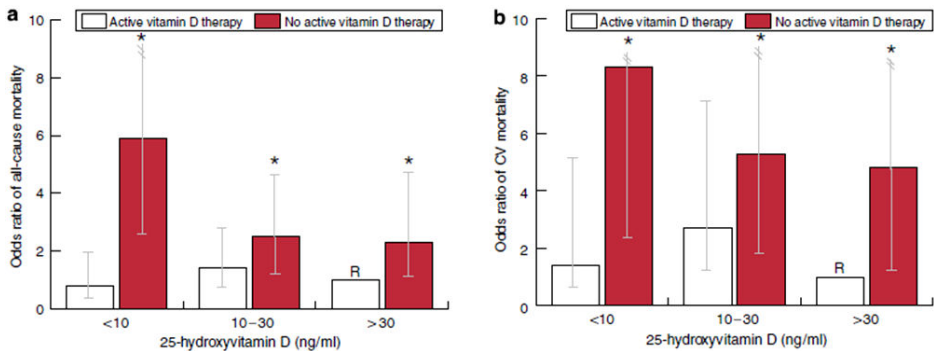 a
Active vitamin D therapy
No active vitamin D therapy
Odds ratio of all-cause mortality
10
8
6
4
2
0
*
*
*
R
<10
10–30
>30
25-hydroxyvitamin D (ng/ml)
b
Active vitamin D therapy
No active vitamin D therapy
Odds ratio of CV mortality
10
8
6
4
2
0
*
*
*
R
<10
10–30
>30
25-hydroxyvitamin D (ng/ml)